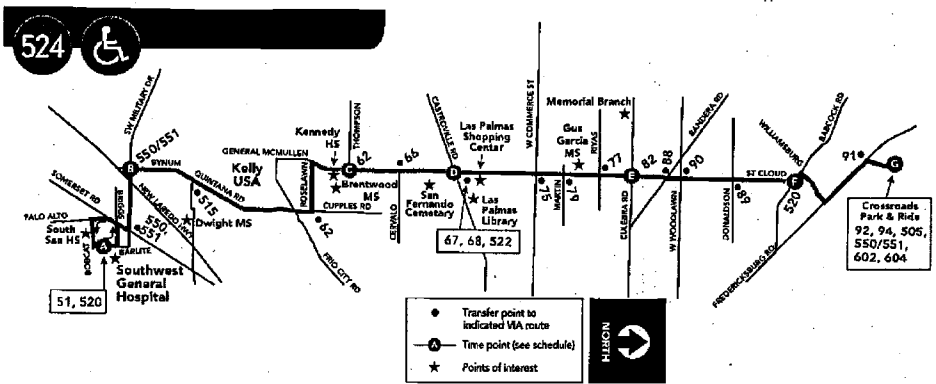 524
SW MILITARY DR
550/551
BYNUM
SOMERSET RD
NEW LAREDO HWY
550,
551
PALO ALTO
South
San HS
BOBCAT
BRIGGS
BARLITE
A
B
Southwest
General
Hospital
51, 520
QUINTANA RD
515
Dwight MS
Kelly
USA
GENERAL MCMULLEN
Kennedy
HS
ROSSELAWN
THOMPSON
C
62
Brentwood
MS
CUPPLES RD
62
FRIO CITY RD
66
CERVALO
San
Fernando
Cemetary
CASTROVILLE RD
D
Las Palmas
Shopping
Center
Las
Palmas
Library
67, 68, 522
W COMMERCE ST
75
MARTIN
79
Memorial Branch
Gus
Garcia
MS
RIVAS
77
82
E
CULEBRA RD
88
BANDERA RD
90
W WOODLAWN
DONALDSON
89
ST CLOUD
WILLIAMSBURG
BABCOCK RD
F
520
FREDERICKSBURG RD
91
G
Crossroads
Park & Ride
92, 94, 505,
550/551,
602, 604
Transfer point to
indicated VIA route
A
Time point (see schedule)
Points of interest
NORTH